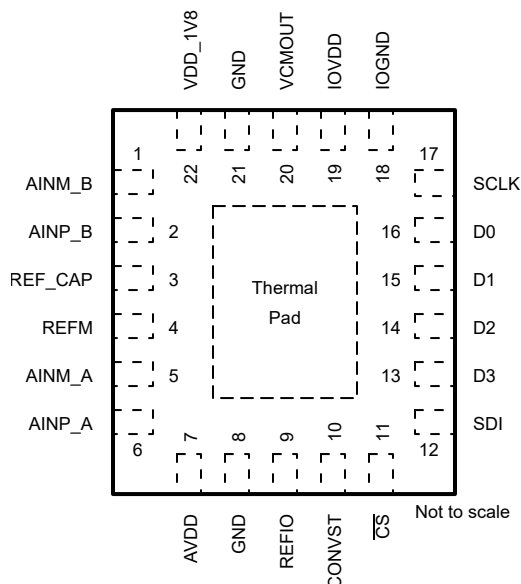 VDD_1V8
GND
VCMOUT
IOVDD
IOGND
22
21
20
19
18
1
17
AINM_B
SCLK
AINP_B
2
16
D0
REF_CAP
3
15
D1
REFM
4
14
D2
AINM_A
5
13
D3
AINP_A
SDI
6
12
Thermal
Pad
7
8
9
10
11
AVDD
GND
REFIO
CONVST
CS
Not to scale